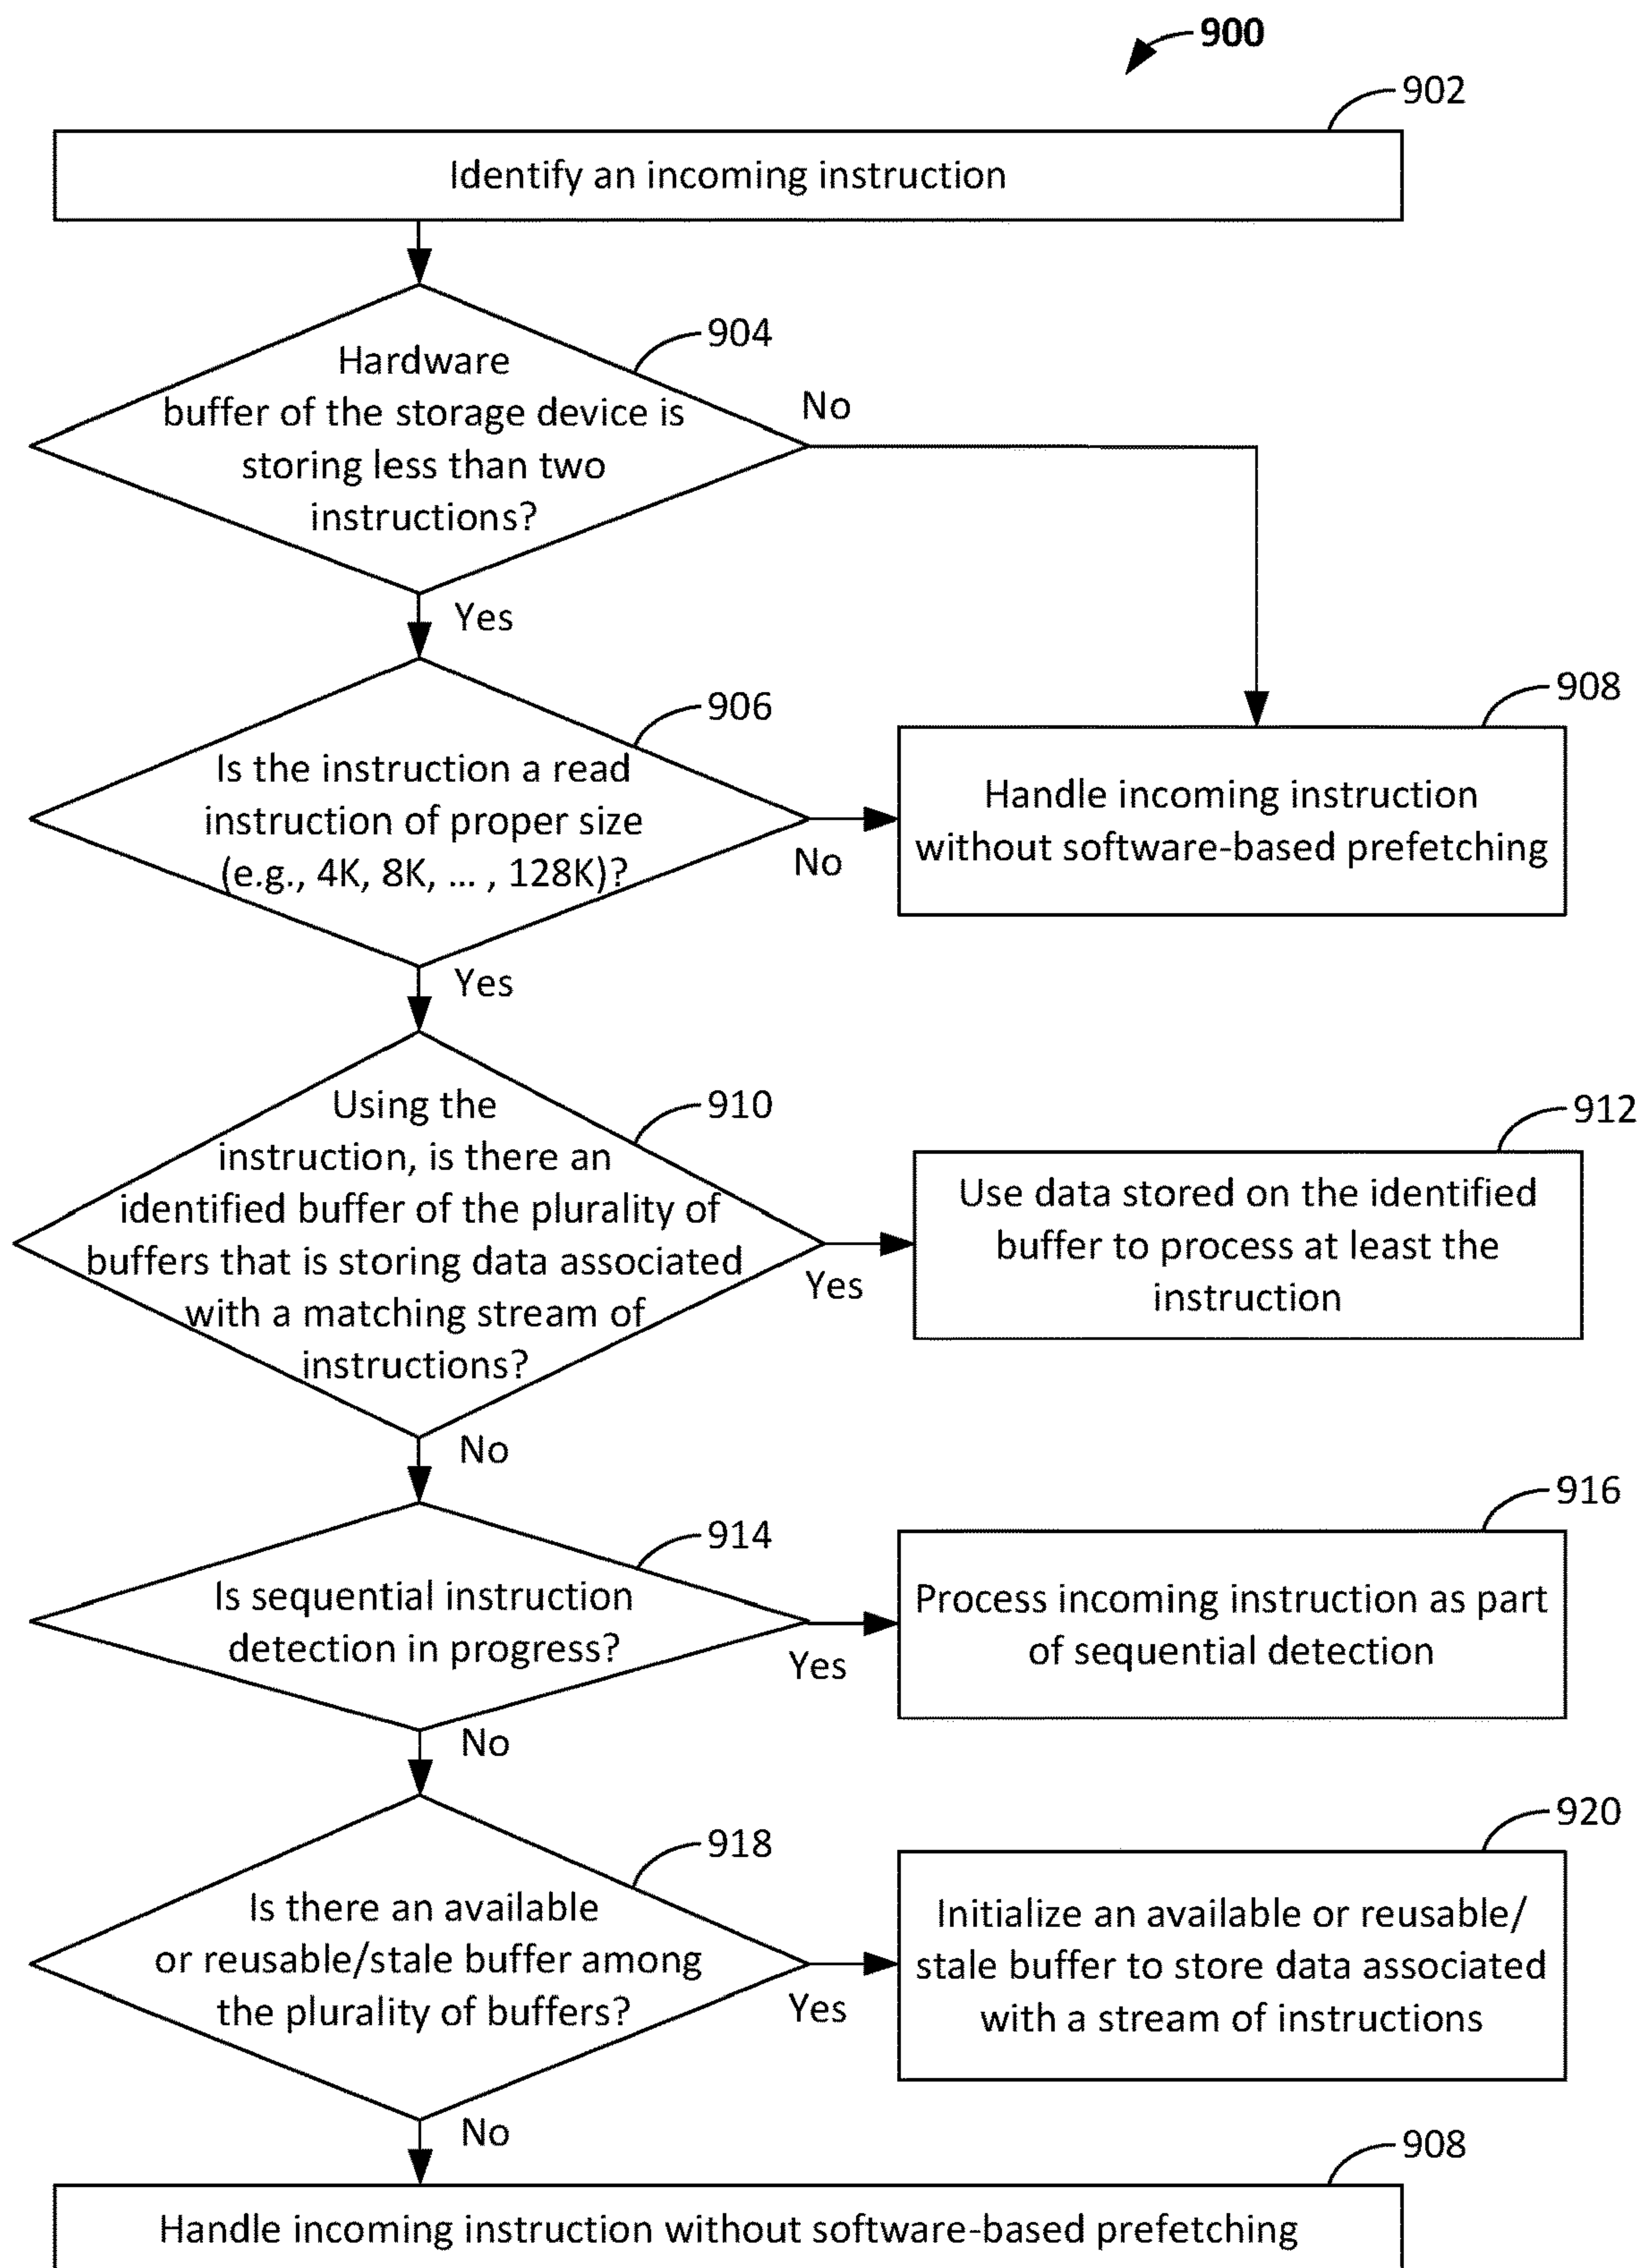 900
902
Identify an incoming instruction
904
Hardware
buffer of the storage device is
storing less than two
instructions?
No
Yes
906
Is the instruction a read
instruction of proper size
(e.g., 4K, 8K, ... , 128K)?
No
908
Handle incoming instruction
without software-based prefetching
Yes
910
Using the
instruction, is there an
identified buffer of the plurality of
buffers that is storing data associated
with a matching stream of
instructions?
Yes
912
Use data stored on the identified
buffer to process at least the
instruction
No
914
Is sequential instruction
detection in progress?
Yes
916
Process incoming instruction as part
of sequential detection
No
918
Is there an available
or reusable/stale buffer among
the plurality of buffers?
Yes
920
Initialize an available or reusable/
stale buffer to store data associated
with a stream of instructions
No
908
Handle incoming instruction without software-based prefetching